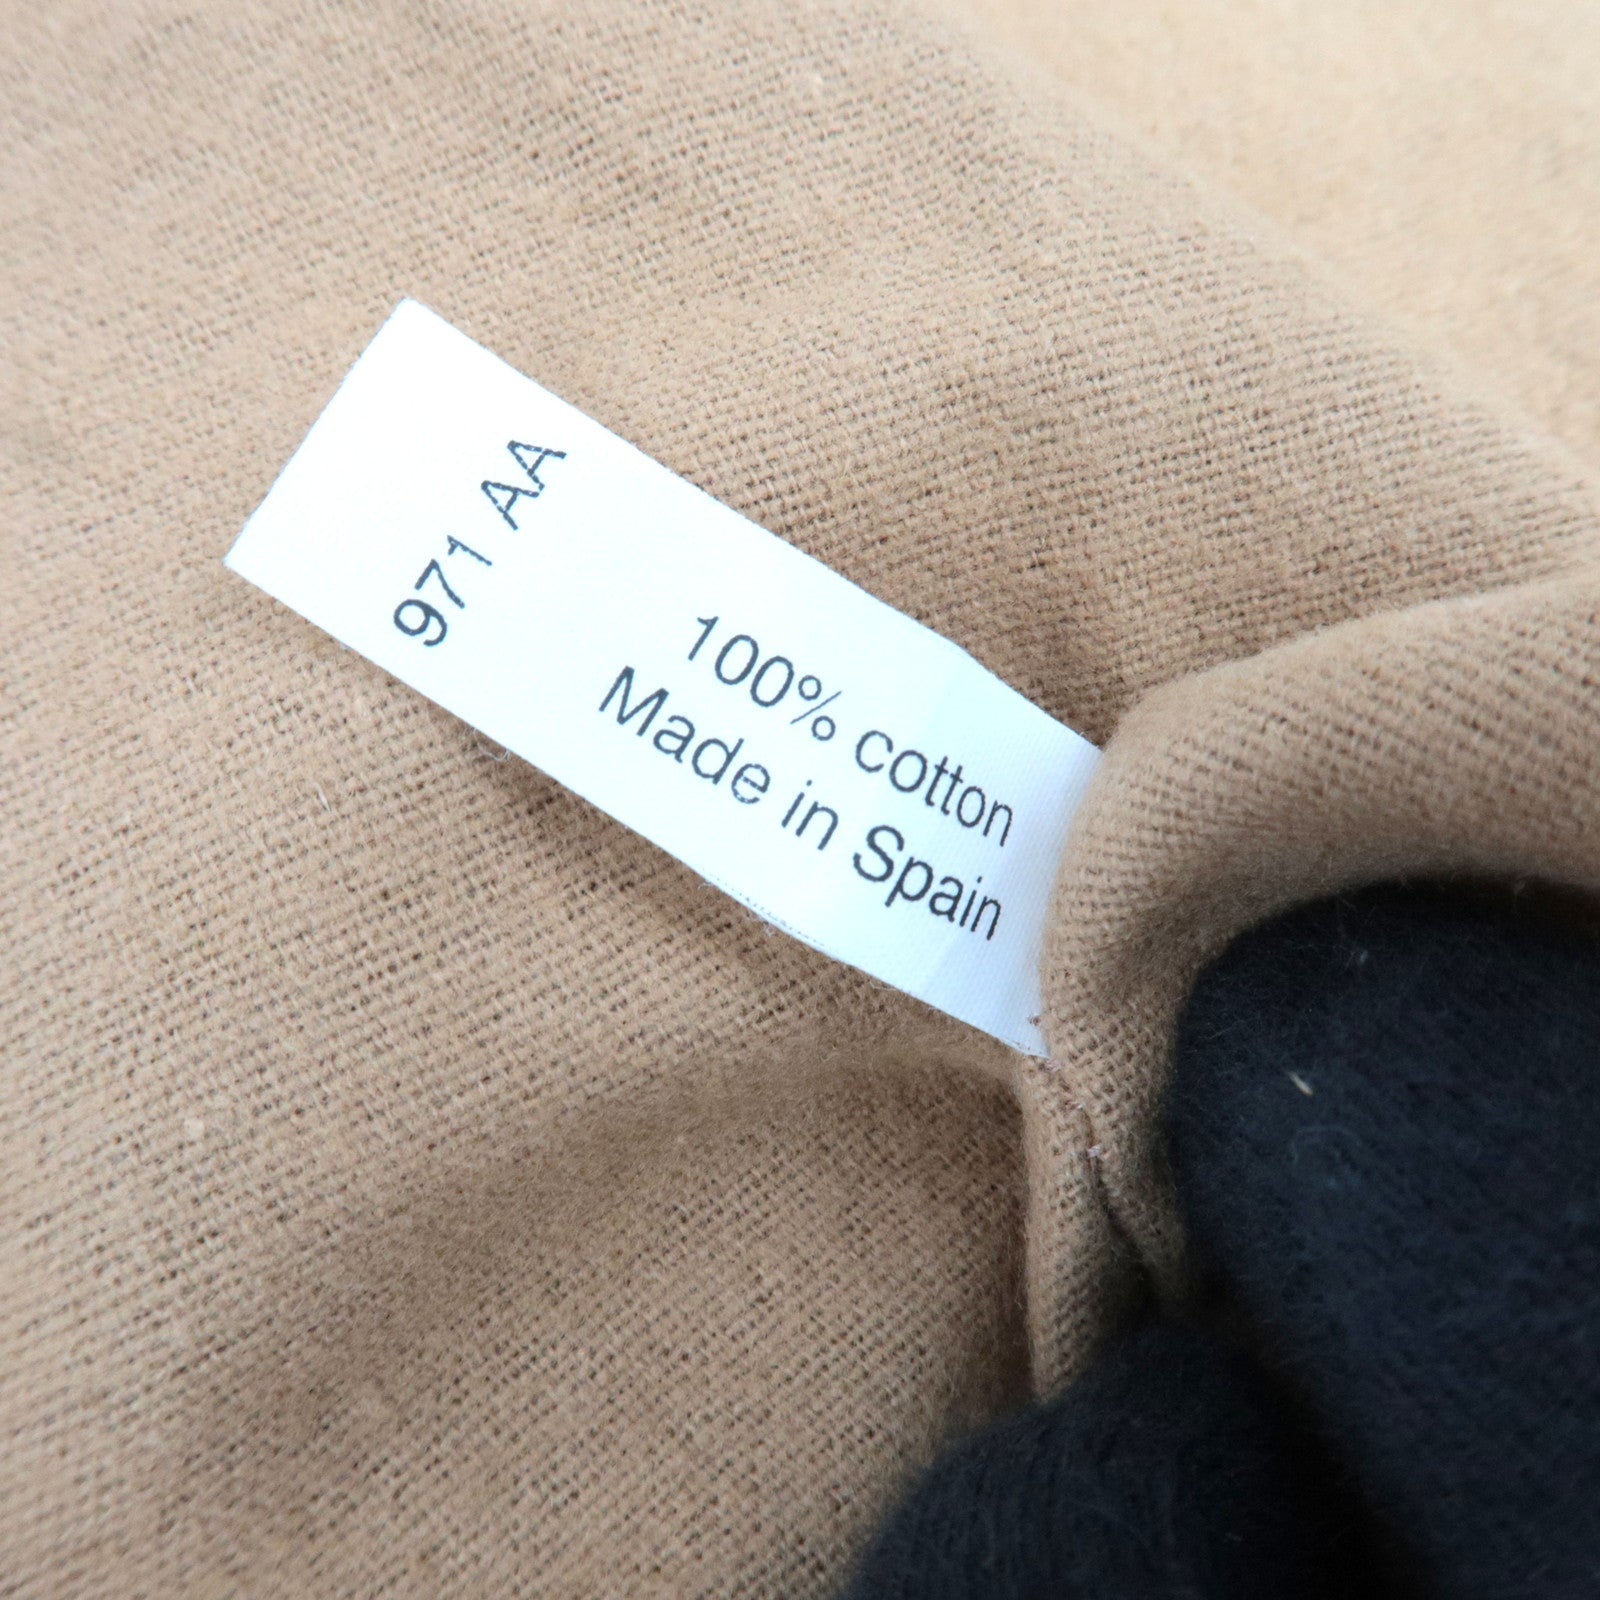 971 AA
100% cotton
Made in Spain